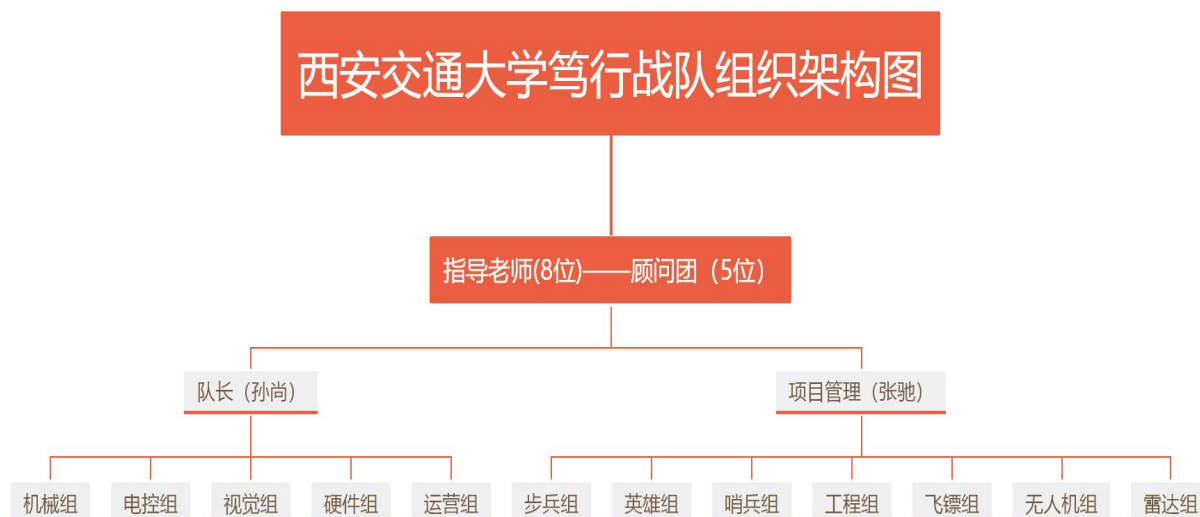 西安交通大学笃行战队组织架构图
指导老师(8位)——顾问团（5位）
队长（孙尚）
项目管理（张驰）
机械组
电控组
视觉组
硬件组
运营组
步兵组
英雄组
哨兵组
工程组
飞镖组
无人机组
雷达组